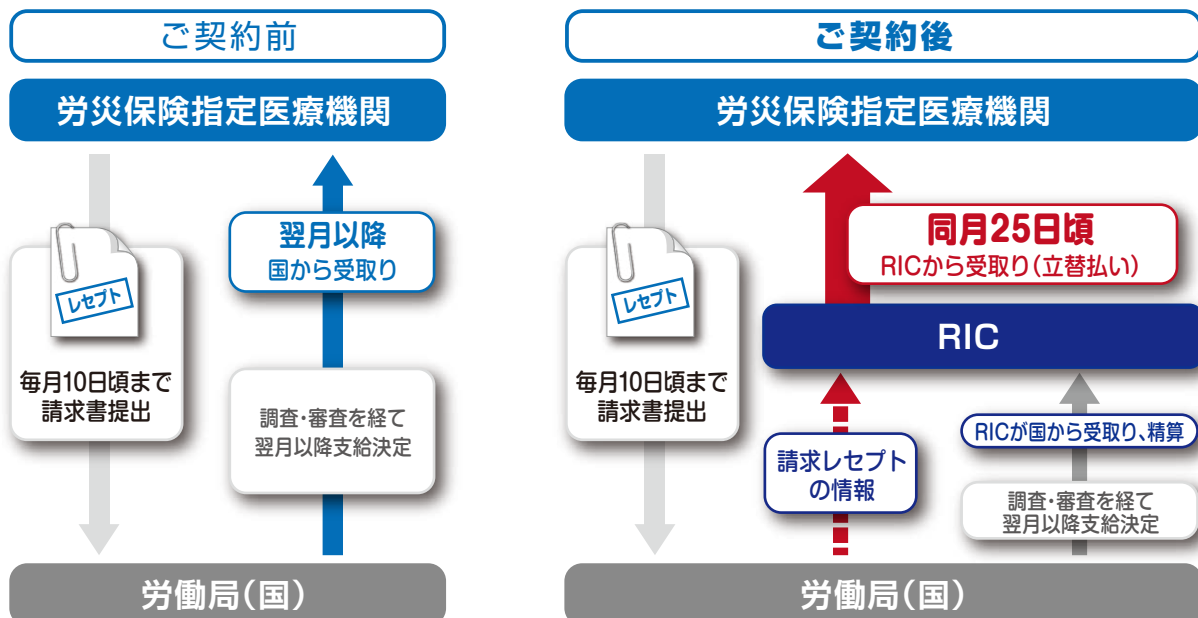 ご契約前
労災保険指定医療機関
レセプト
毎月10日頃まで
請求書提出
翌月以降
国から受取り
調査・審査を経て
翌月以降支給決定
労働局(国)
ご契約後
労災保険指定医療機関
レセプト
毎月10日頃まで
請求書提出
同月25日頃
RICから受取り(立替払い)
RIC
請求レセプト
の情報
RICが国から受取り、精算
調査・審査を経て
翌月以降支給決定
労働局(国)